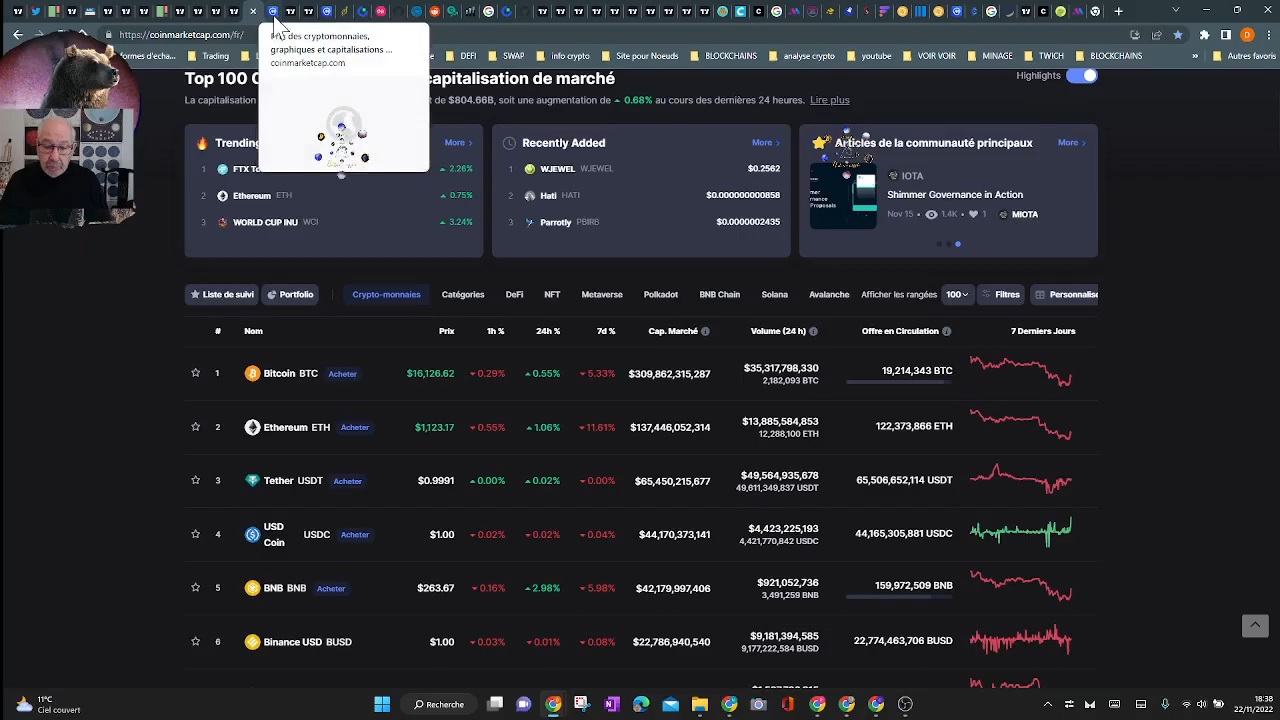 https://coinmarketcap.com/fr/
Prix des cryptomonnaies,
graphiques et capitalisations ...
coinmarketcap.com
DEFI
SWAP
info crypto
Site pour Noeuds
BLOCKCHAINS
analyse crypto
youtube
VOIR VOIR
MINAGE
TWICH
BLOCKCHAINS
Autres favoris
capitalisation de marché
Highlights
La capitalisation
t de $804.66B, soit une augmentation de 0.68% au cours des dernières 24 heures. Lire plus
Trending
More
1 FTX 2.26%
2 Ethereum ETH 0.75%
3 WORLD CUP INU WCI 3.24%
Recently Added
More
1 WJEWEL WJEWEL $0.2562
2 Hati HATI $0.000000000858
3 Parrotly PBIRB $0.0000002435
Articles de la communauté principaux
More
IOTA
Shimmer Governance in Action
Nov 15 1.4K 1 MIOTA
Proposals
Liste de suivi Portfolio Crypto-monnaies Catégories DeFi NFT Metaverse Polkadot BNB Chain Solana Avalanche Afficher les rangées 100 Filtres Personnalise
# Nom Prix 1h % 24h % 7d % Cap. Marché Volume (24 h) Offre en Circulation 7 Derniers Jours
1 Bitcoin BTC Acheter $16,126.62 0.29% 0.55% 5.33% $309,862,315,287 $35,317,798,330 19,214,343 BTC
2,182,093 BTC
2 Ethereum ETH Acheter $1,123.17 0.55% 1.06% 11.61% $137,446,052,314 $13,885,584,853 122,373,866 ETH
12,288,100 ETH
3 Tether USDT Acheter $0.9991 0.00% 0.02% 0.00% $65,450,215,677 $49,564,935,678 65,506,652,114 USDT
49,611,349,837 USDT
4 USD Coin USDC Acheter $1.00 0.02% 0.02% 0.04% $44,170,373,141 $4,423,225,193 44,165,305,881 USDC
4,421,770,842 USDC
5 BNB BNB Acheter $263.67 0.16% 2.98% 5.98% $42,179,997,406 $921,052,736 159,972,506 BNB
3,491,259 BNB
6 Binance USD BUSD $1.00 0.03% 0.01% 0.08% $22,786,940,540 $9,181,394,585 22,774,463,706 BUSD
9,177,222,584 BUSD
11°C
Ciel couvert
Recherche
18:38
22/11/2022